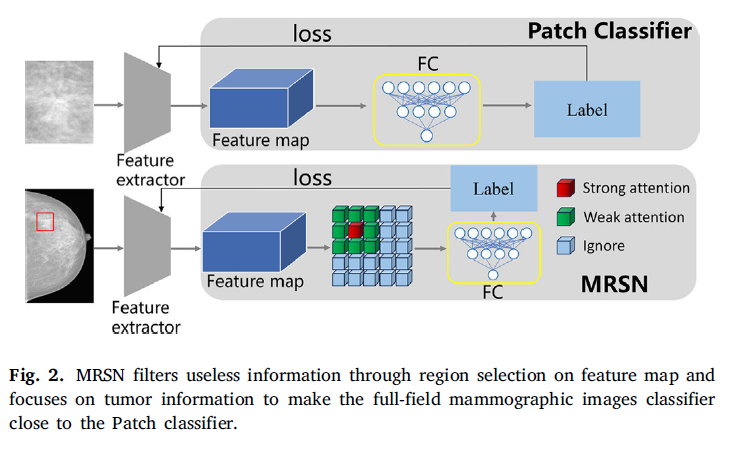 loss
Patch Classifier
FC
Label
Feature map
Feature
extractor
loss
Label
Strong attention
Weak attention
Ignore
Feature map
FC
MRSN
Feature
extractor
Fig. 2. MRSN filters useless information through region selection on feature map and
focuses on tumor information to make the full-field mammographic images classifier
close to the Patch classifier.